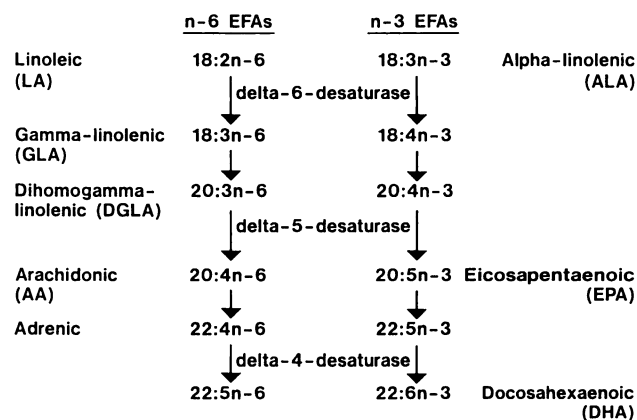 n-6 EFAs n-3 EFAs
Linoleic 18:2n-6 18:3n-3 Alpha-linolenic
(LA) (ALA)
delta-6-desaturase
Gamma-linolenic 18:3n-6 18:4n-3
(GLA)
Dihomogamma- 20:3n-6 20:4n-3
linolenic (DGLA)
delta-5-desaturase
Arachidonic 20:4n-6 20:5n-3 Eicosapentaenoic
(AA) (EPA)
Adrenic 22:4n-6 22:5n-3
delta-4-desaturase
22:5n-6 22:6n-3 Docosahexaenoic
(DHA)